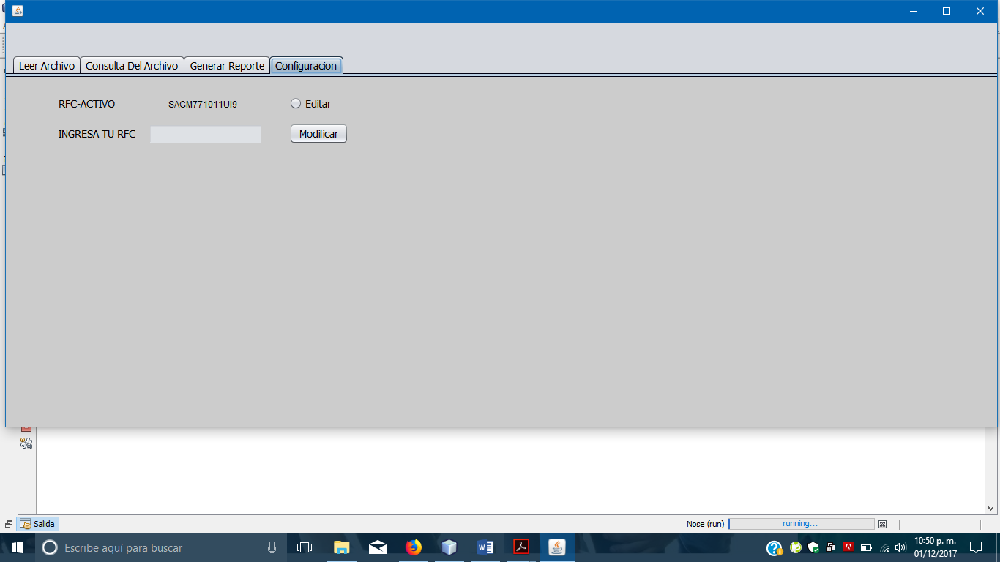 Leer Archivo Consulta Del Archivo Generar Reporte Configuracion
RFC-ACTIVO SAGM771011UI9 Editar
INGRESA TU RFC Modificar
Salida Nose (run) running...
Escribe aquí para buscar
10:50 p. m.
01/12/2017